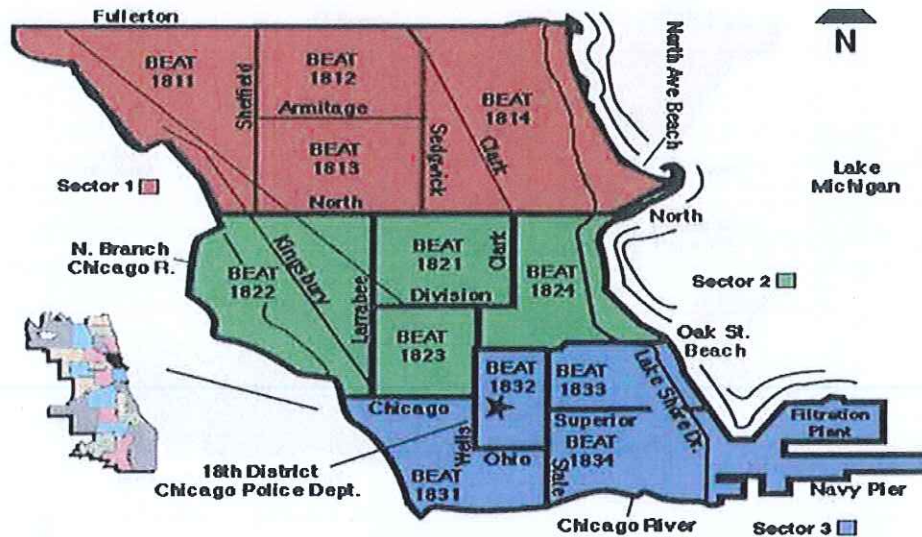 Fullerton
N
BEAT
1811
Sheffield
BEAT
1812
Armitage
BEAT
1813
Sedgwick
Clark
BEAT
1814
North Ave Beach
Lake
Michigan
Sector 1
North
North
N. Branch
Chicago R.
BEAT
1822
Kingsbury
Larrabee
BEAT
1821
Clark
Division
BEAT
1824
Sector 2
BEAT
1823
Oak St.
Beach
BEAT
1832
BEAT
1833
Lake Shore Dr.
Chicago
Superior
Filtration
Plant
Wells
Ohio
State
BEAT
1834
18th District
Chicago Police Dept.
BEAT
1831
Navy Pier
Chicago River
Sector 3